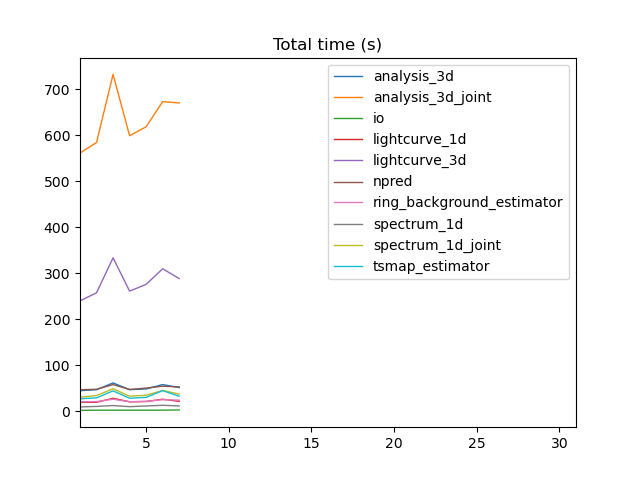 Total time (s)
700
600
500
400
300
200
100
0
5 10 15 20 25 30
analysis_3d
analysis_3d_joint
io
lightcurve_1d
lightcurve_3d
npred
ring_background_estimator
spectrum_1d
spectrum_1d_joint
tsmap_estimator